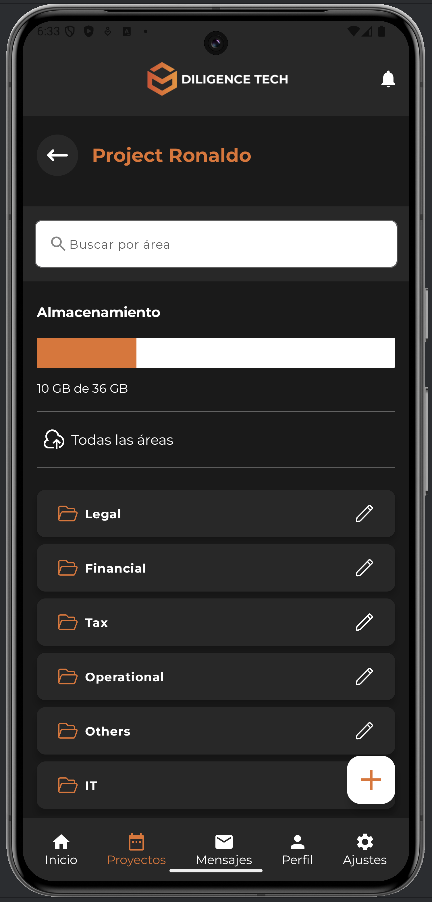 5:33
DILIGENCE TECH
Project Ronaldo
Buscar por área
Almacenamiento
10 GB de 36 GB
Todas las áreas
Legal
Financial
Tax
Operational
Others
IT
Inicio Proyectos Mensajes Perfil Ajustes